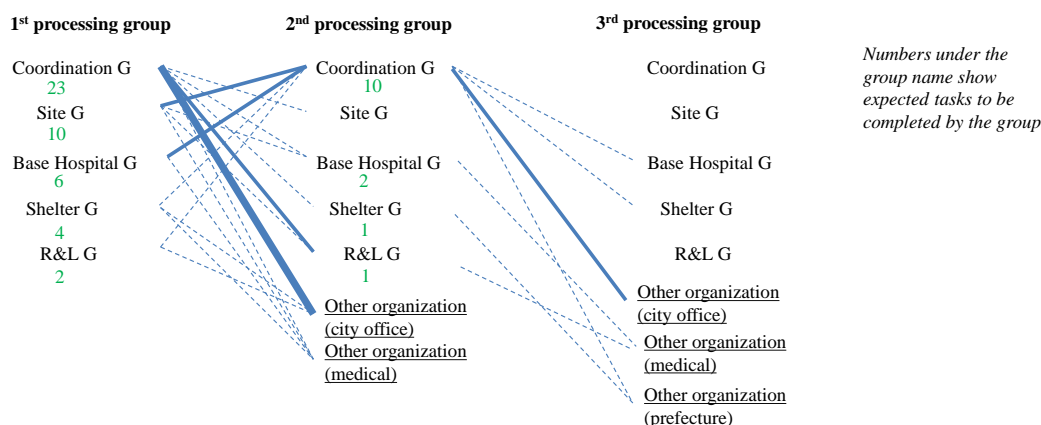 1st processing group
2nd processing group
3rd processing group
Coordination G
23
Site G
10
Base Hospital G
6
Shelter G
4
R&L G
2
Coordination G
10
Site G
Base Hospital G
2
Shelter G
1
R&L G
1
Other organization
(city office)
Other organization
(medical)
Coordination G
Site G
Base Hospital G
Shelter G
R&L G
Other organization
(city office)
Other organization
(medical)
Other organization
(prefecture)
Numbers under the
group name show
expected tasks to be
completed by the group